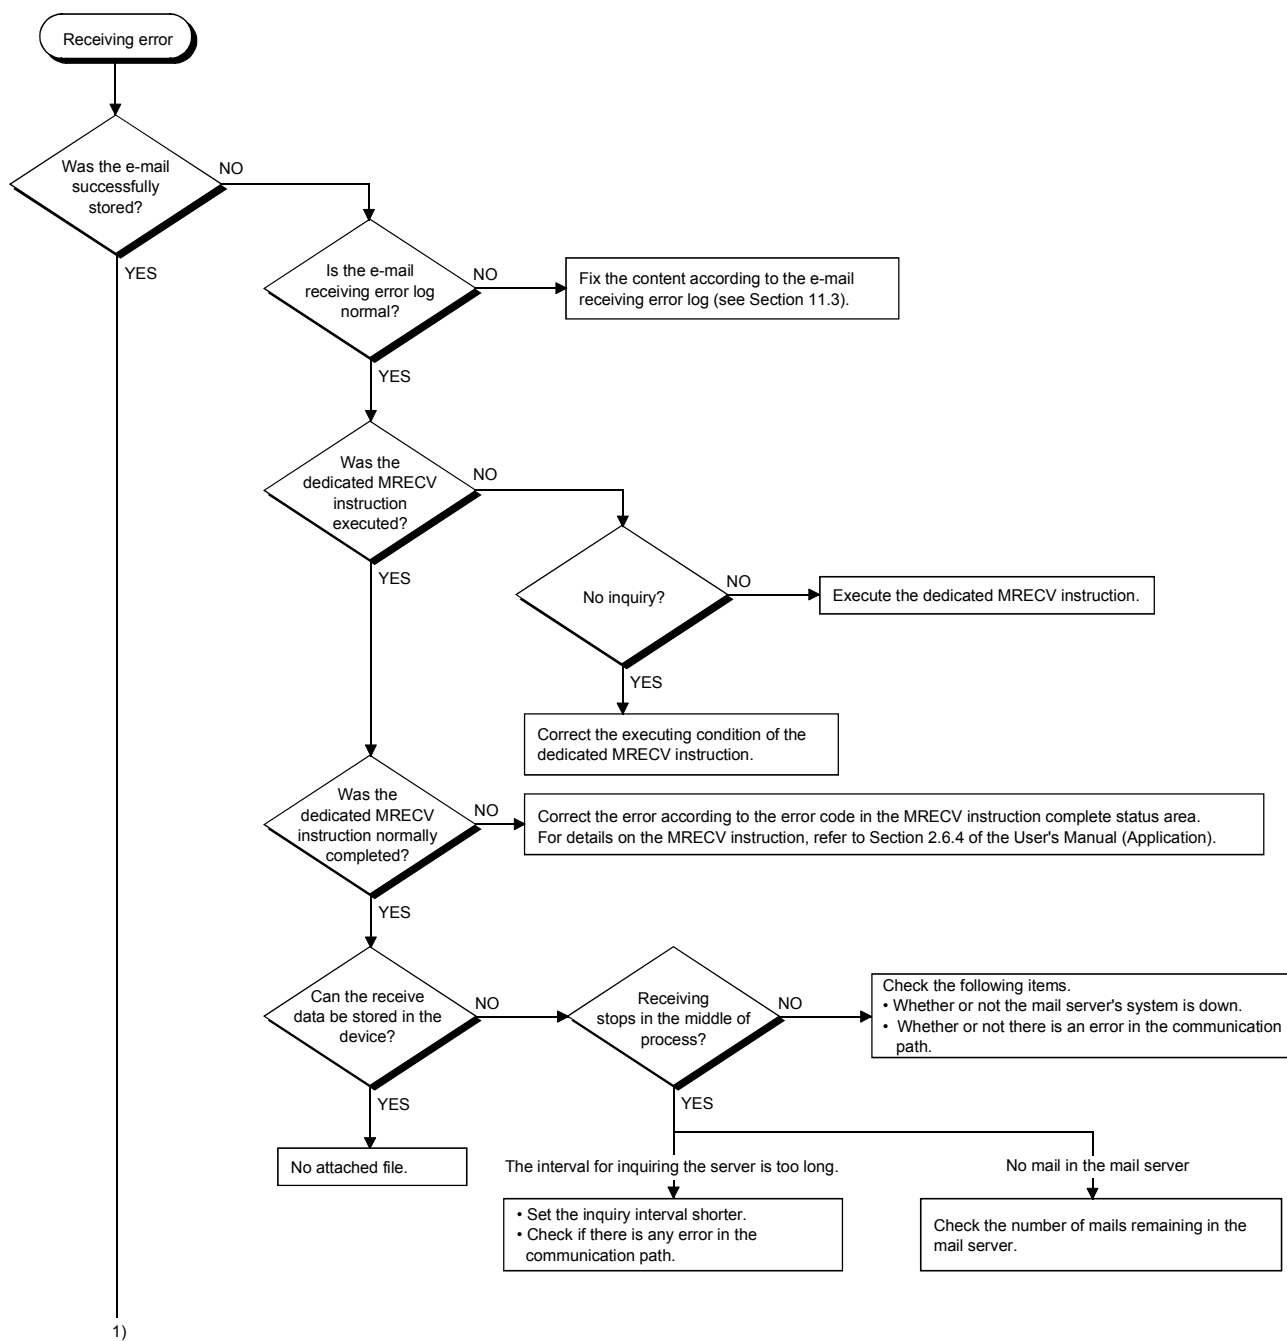 Receiving error
Was the e-mail
successfully
stored?
NO
YES
Is the e-mail
receiving error log
normal?
NO
YES
Fix the content according to the e-mail
receiving error log (see Section 11.3).
Was the
dedicated MRECV
instruction
executed?
NO
YES
No inquiry?
NO
YES
Execute the dedicated MRECV instruction.
Correct the executing condition of the
dedicated MRECV instruction.
Was the
dedicated MRECV
instruction normally
completed?
NO
YES
Correct the error according to the error code in the MRECV instruction complete status area.
For details on the MRECV instruction, refer to Section 2.6.4 of the User's Manual (Application).
Can the receive
data be stored in the
device?
NO
YES
Receiving
stops in the middle of
process?
NO
YES
Check the following items.
• Whether or not the mail server's system is down.
• Whether or not there is an error in the communication
path.
No attached file.
The interval for inquiring the server is too long.
No mail in the mail server
• Set the inquiry interval shorter.
• Check if there is any error in the
communication path.
Check the number of mails remaining in the
mail server.
1)